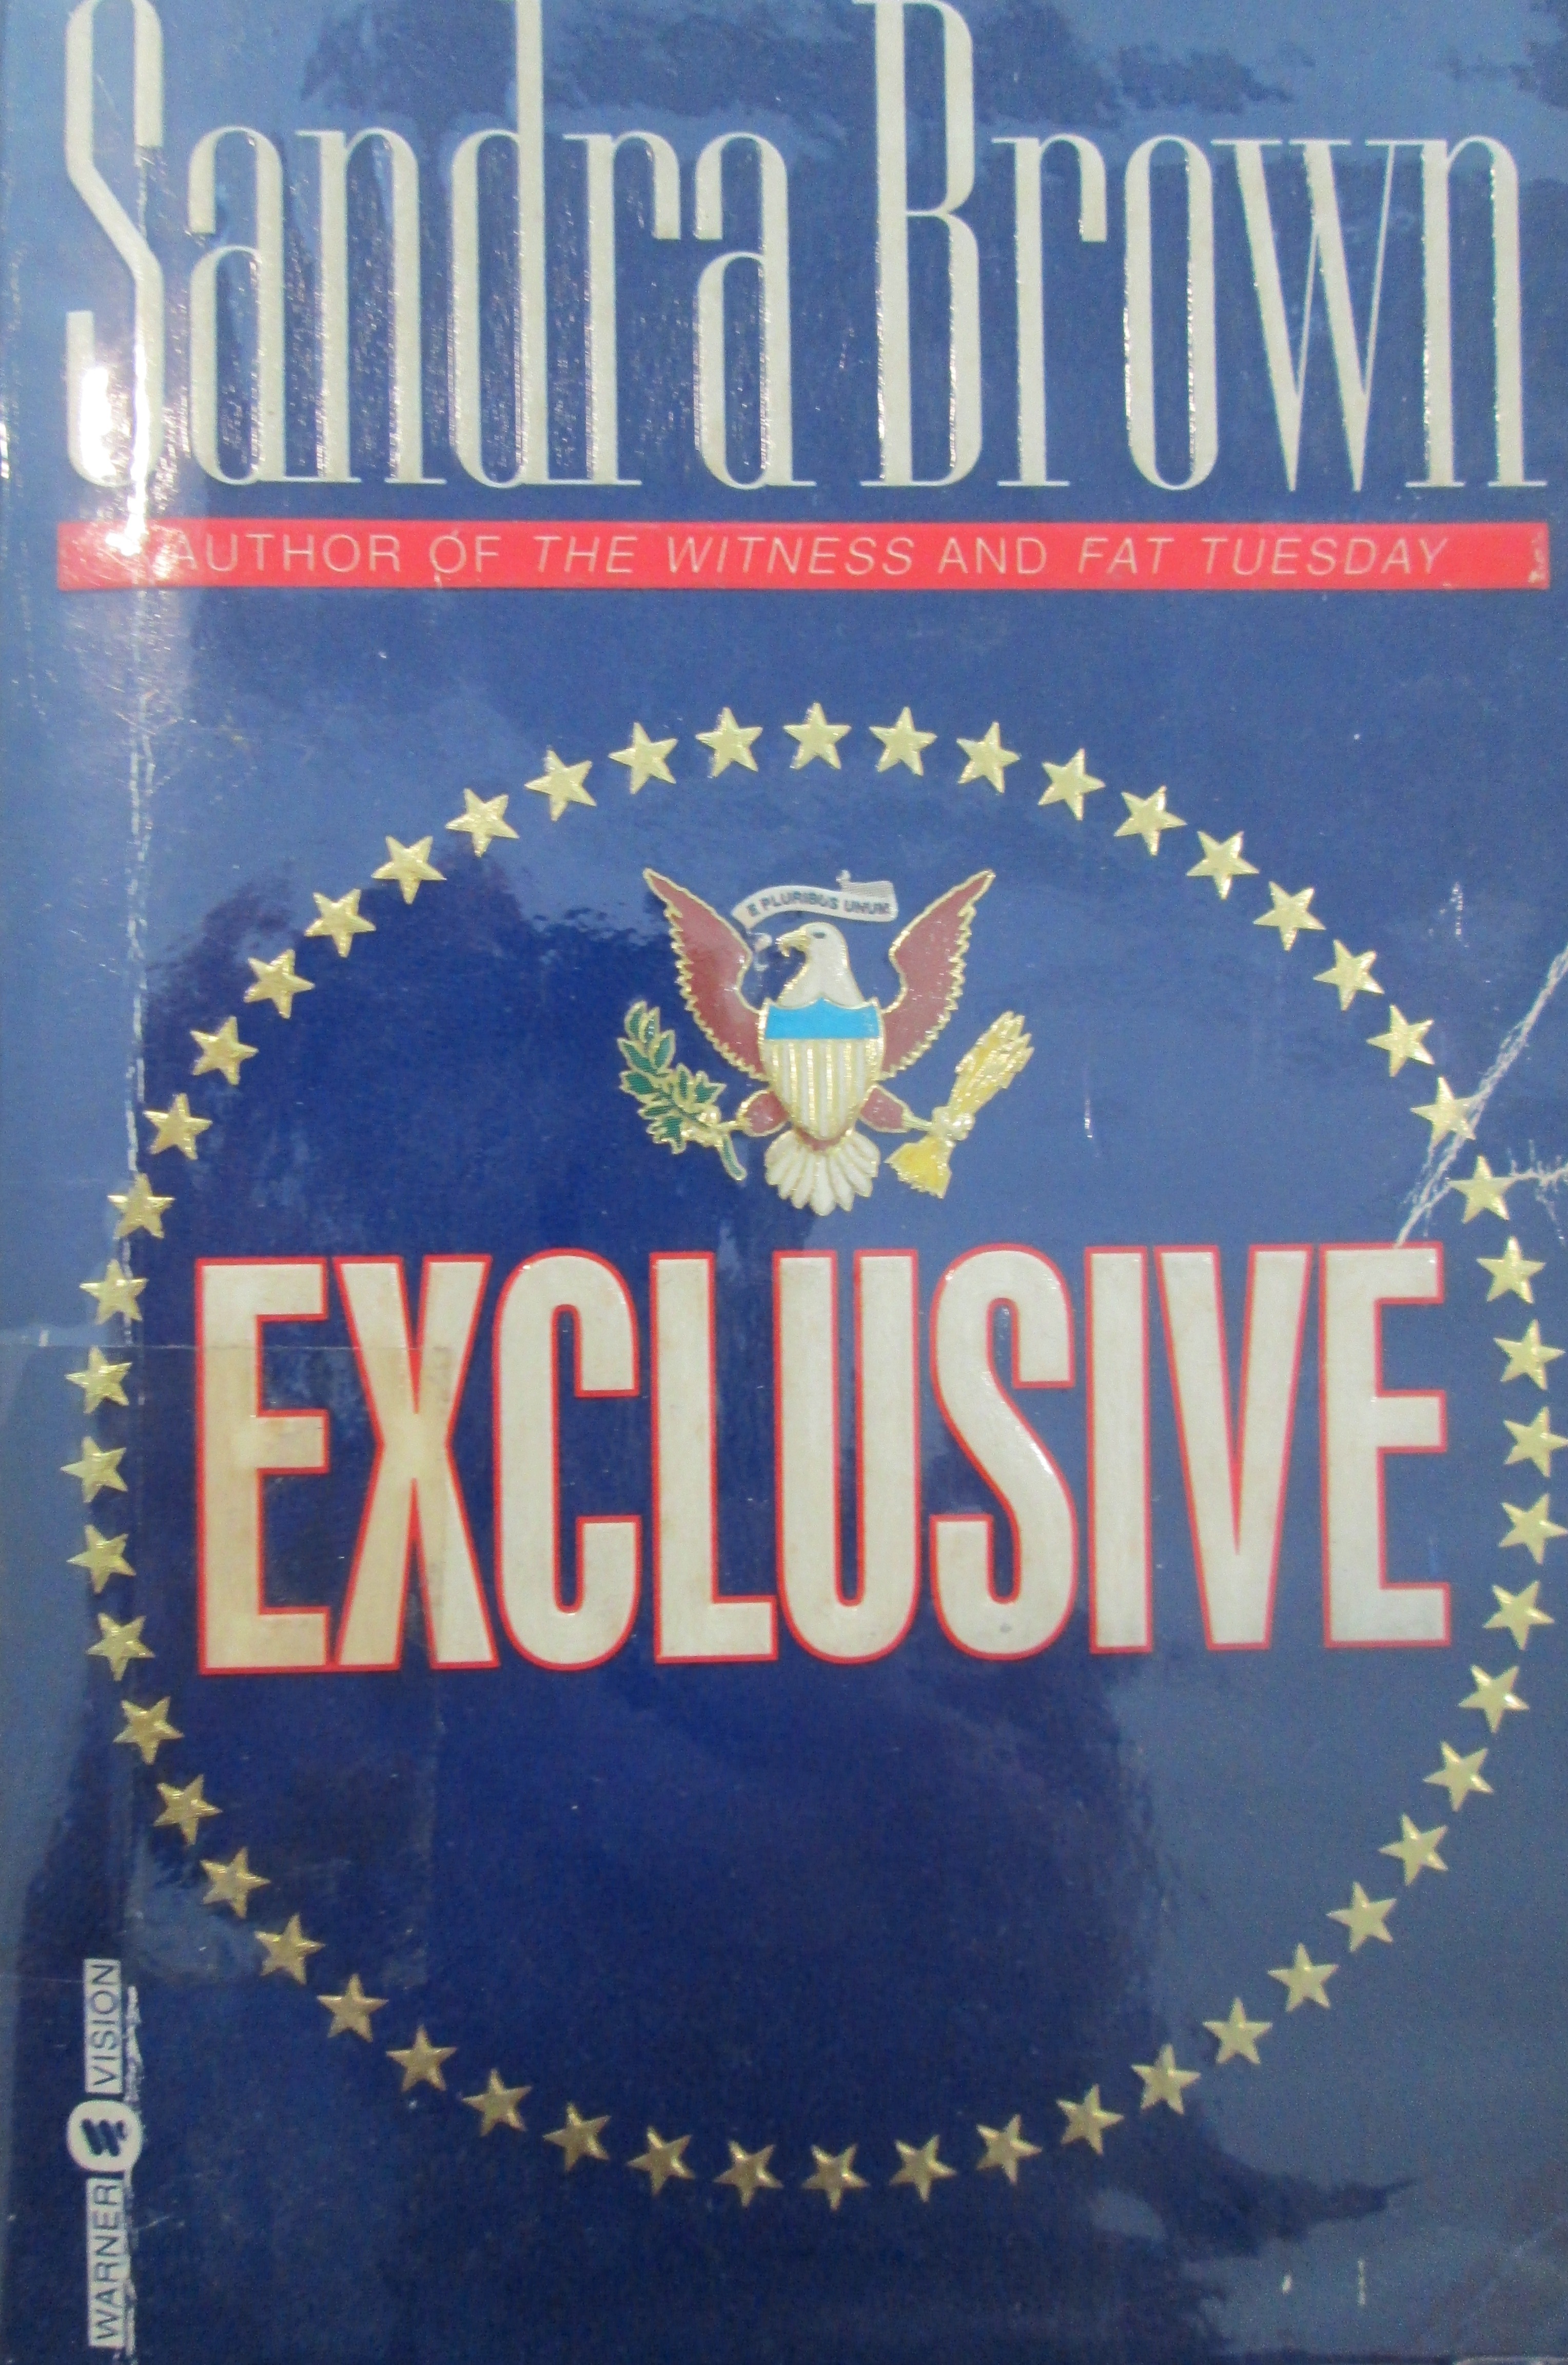 Sandra Brown
AUTHOR OF THE WITNESS AND FAT TUESDAY
E PLURIBUS UNUM
EXCLUSIVE
WARNER VISION